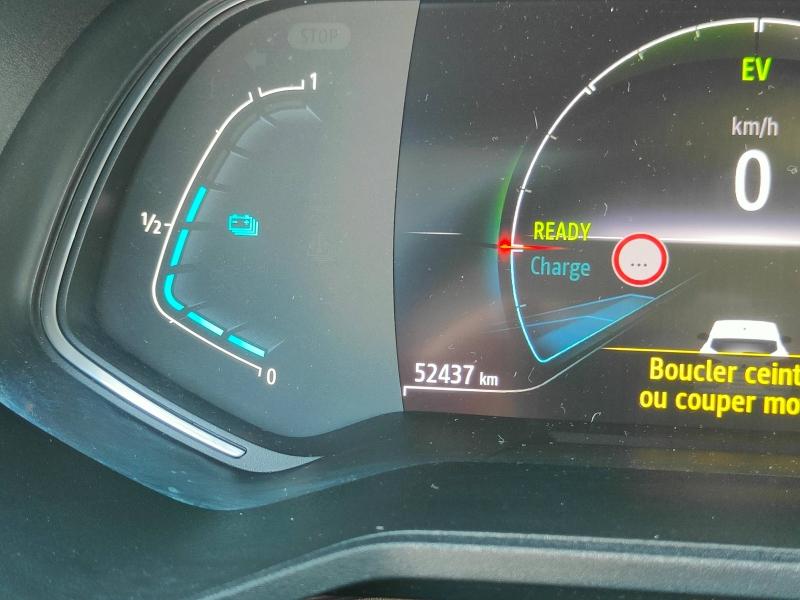 STOP
1
1/2
0
EV
km/h
0
READY
Charge
...
52437 km
Boucler ceint
ou couper mo